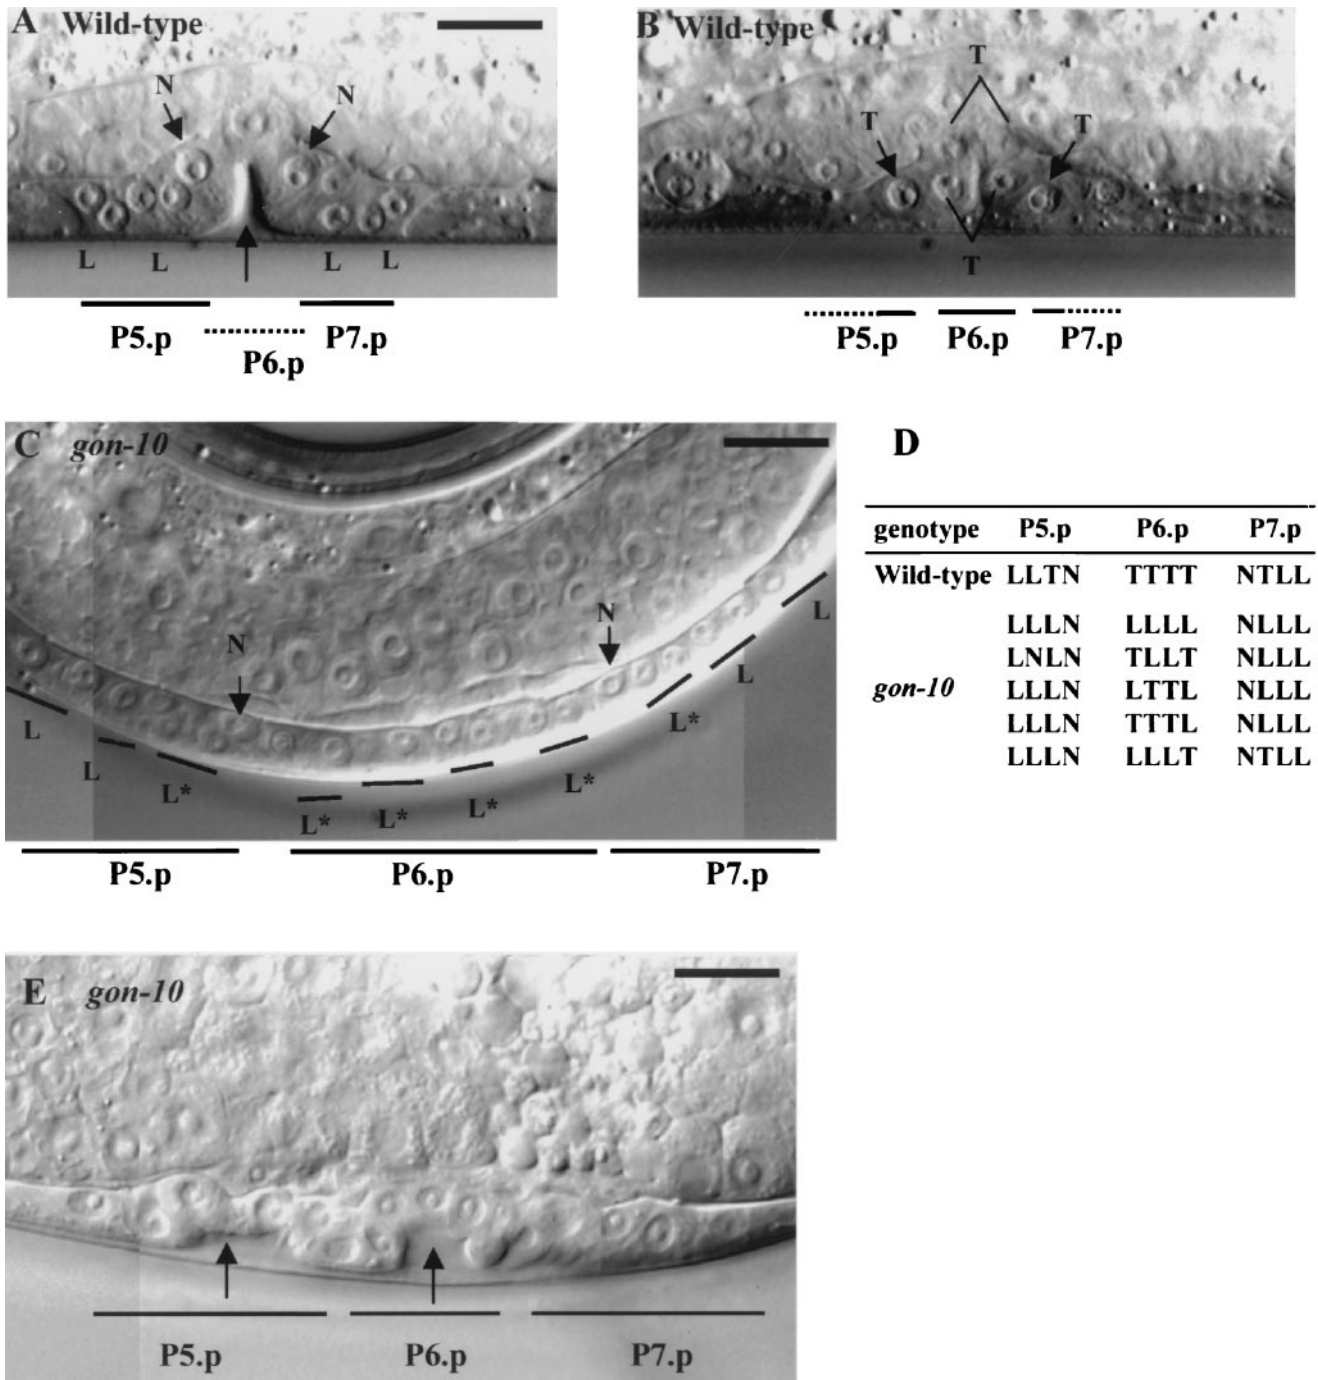 A Wild-type
N
N
L
L
L
L
P5.p
P6.p
P7.p
B Wild-type
T
T
T
T
P5.p
P6.p
P7.p
C gon-10
N
N
L
L
L*
L*
L*
L*
L*
L*
L
L
P5.p
P6.p
P7.p
D
genotype P5.p P6.p P7.p
Wild-type LLTN TTTT NTLL
LLLN LLLL NLLL
LNLN TLLT NLLL
gon-10 LLLN LTTL NLLL
LLLN TTTL NLLL
LLLN LLLT NTLL
E gon-10
P5.p
P6.p
P7.p